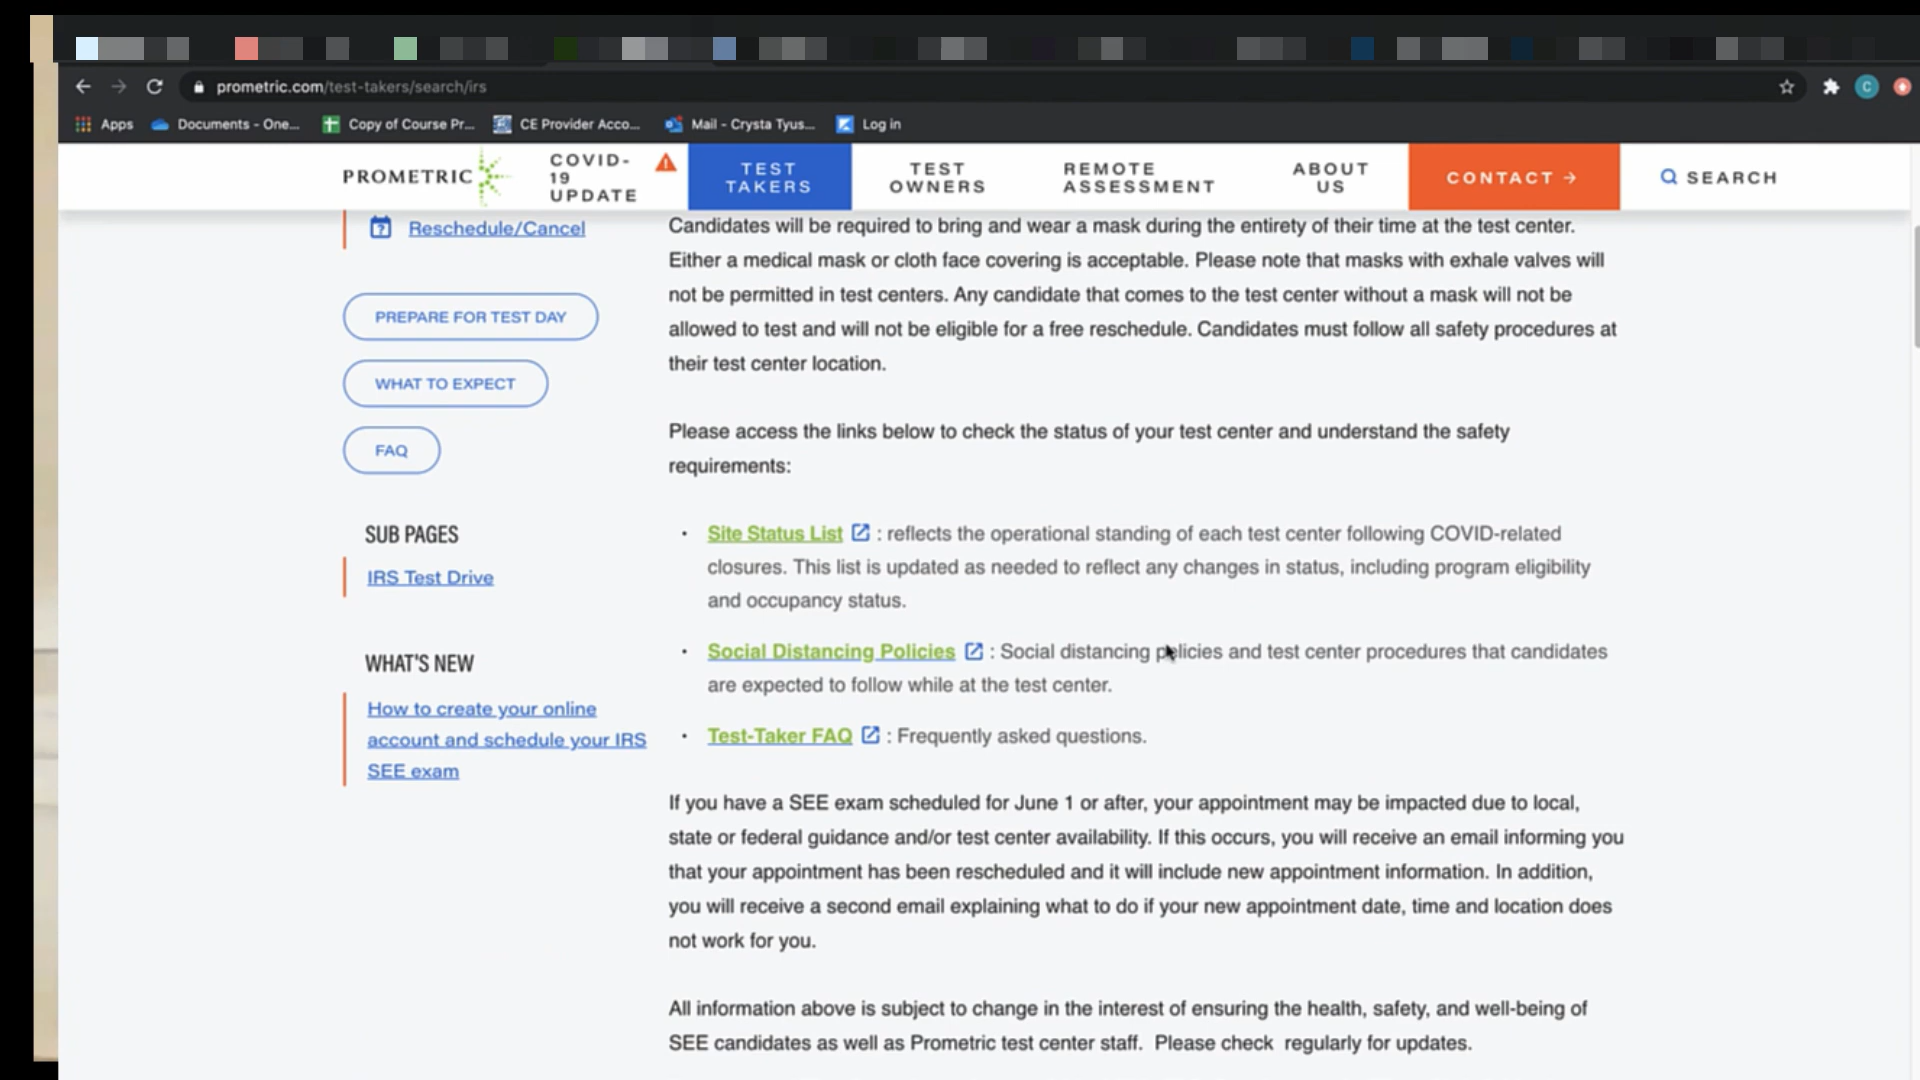 prometric.com/test-takers/search/irs
C
Apps
Documents - One...
Copy of Course Pr...
CE Provider Acco...
Mail - Crysta Tyus...
Log in
PROMETRIC
COVID-
19
UPDATE
TEST
TAKERS
TEST
OWNERS
REMOTE
ASSESSMENT
ABOUT
US
CONTACT →
SEARCH
Reschedule/Cancel
PREPARE FOR TEST DAY
WHAT TO EXPECT
FAQ
SUB PAGES
IRS Test Drive
WHAT'S NEW
How to create your online
account and schedule your IRS
SEE exam
Candidates will be required to bring and wear a mask during the entirety of their time at the test center.
Either a medical mask or cloth face covering is acceptable. Please note that masks with exhale valves will
not be permitted in test centers. Any candidate that comes to the test center without a mask will not be
allowed to test and will not be eligible for a free reschedule. Candidates must follow all safety procedures at
their test center location.
Please access the links below to check the status of your test center and understand the safety
requirements:
• Site Status List : reflects the operational standing of each test center following COVID-related
closures. This list is updated as needed to reflect any changes in status, including program eligibility
and occupancy status.
• Social Distancing Policies : Social distancing policies and test center procedures that candidates
are expected to follow while at the test center.
• Test-Taker FAQ : Frequently asked questions.
If you have a SEE exam scheduled for June 1 or after, your appointment may be impacted due to local,
state or federal guidance and/or test center availability. If this occurs, you will receive an email informing you
that your appointment has been rescheduled and it will include new appointment information. In addition,
you will receive a second email explaining what to do if your new appointment date, time and location does
not work for you.
All information above is subject to change in the interest of ensuring the health, safety, and well-being of
SEE candidates as well as Prometric test center staff. Please check regularly for updates.